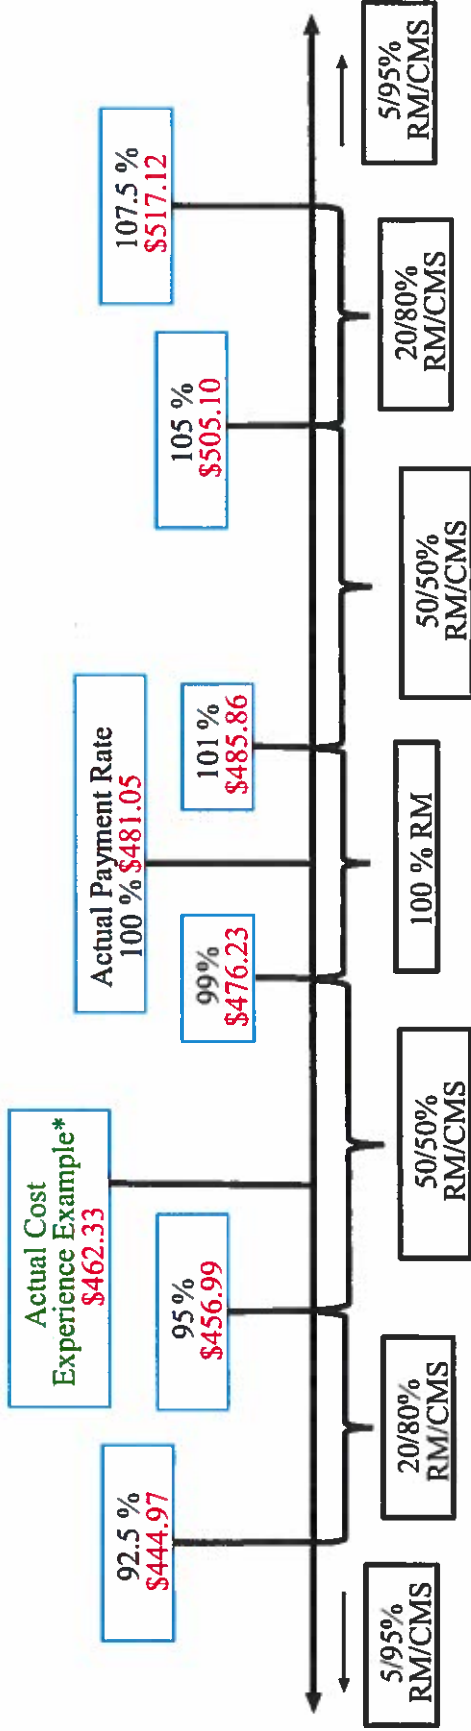 Actual Cost
Experience Example*
$462.33
Actual Payment Rate
100 % $481.05
92.5 %
$444.97
95%
$456.99
99%
$476.23
101 %
$485.86
105 %
$505.10
107.5 %
$517.12
5/95%
RM/CMS
20/80%
RM/CMS
50/50%
RM/CMS
100 % RM
50/50%
RM/CMS
20/80%
RM/CMS
5/95%
RM/CMS